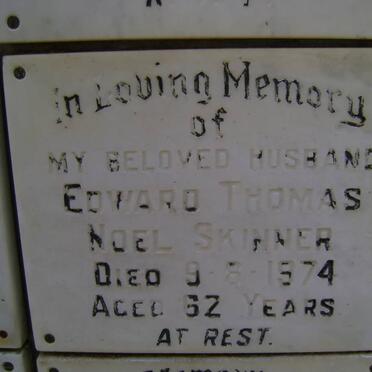 In Loving Memory
of
MY BELOVED HUSBAND
EDWARD THOMAS
NOEL SKINNER
DIED 9-8-1974
AGED 62 YEARS
AT REST.